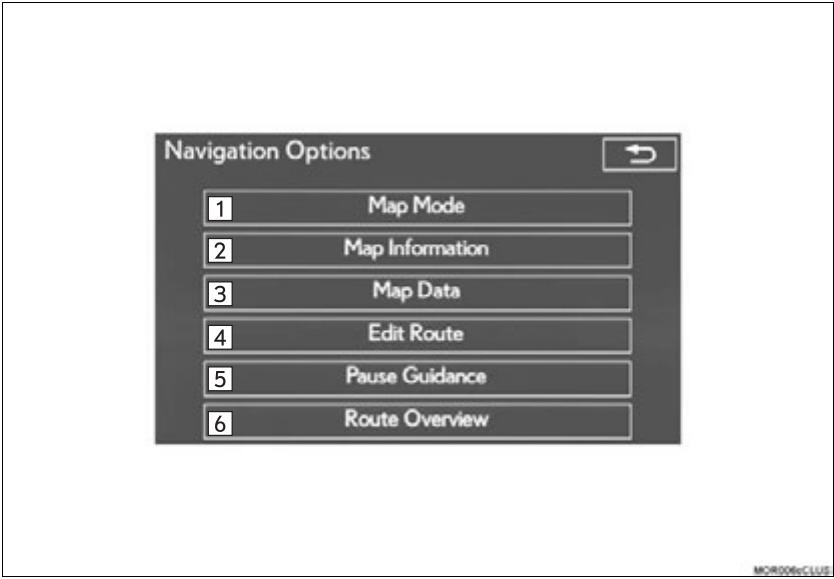 Navigation Options
1 Map Mode
2 Map Information
3 Map Data
4 Edit Route
5 Pause Guidance
6 Route Overview
MOR006cCLUS